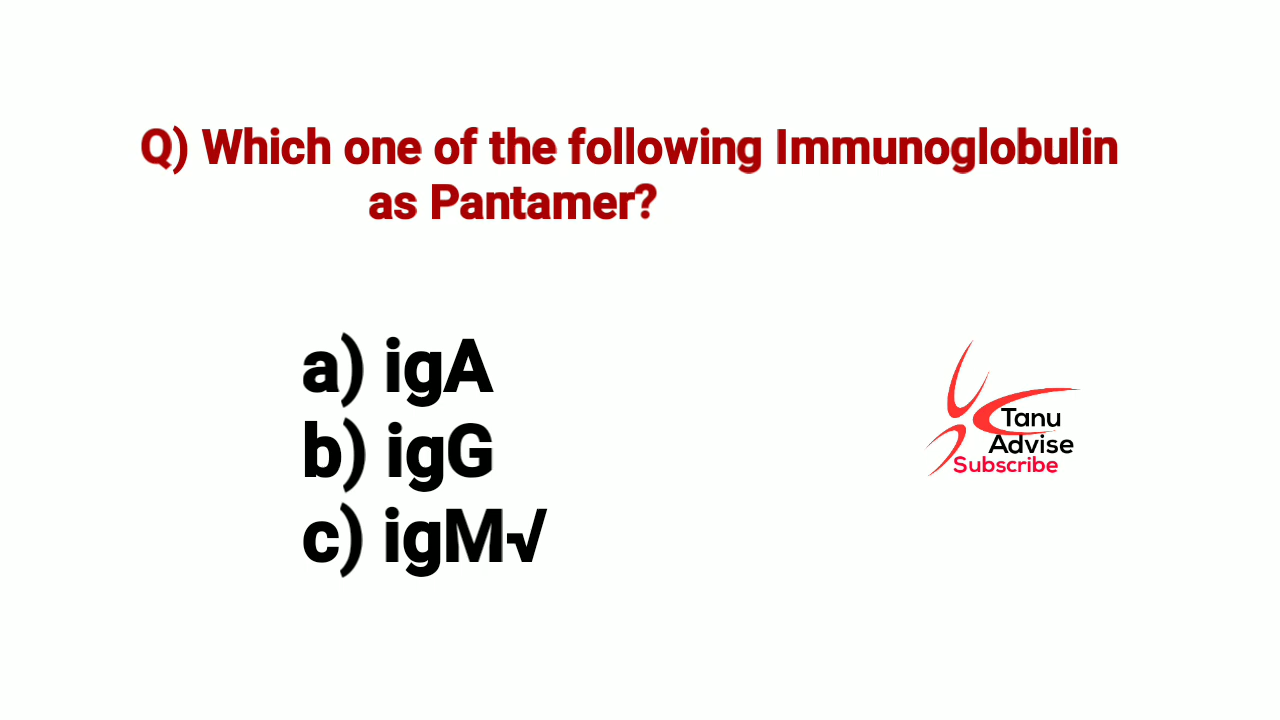 Q) Which one of the following Immunoglobulin
as Pantamer?
a) igA
b) igG
c) igM√
Tanu
Advise
Subscribe